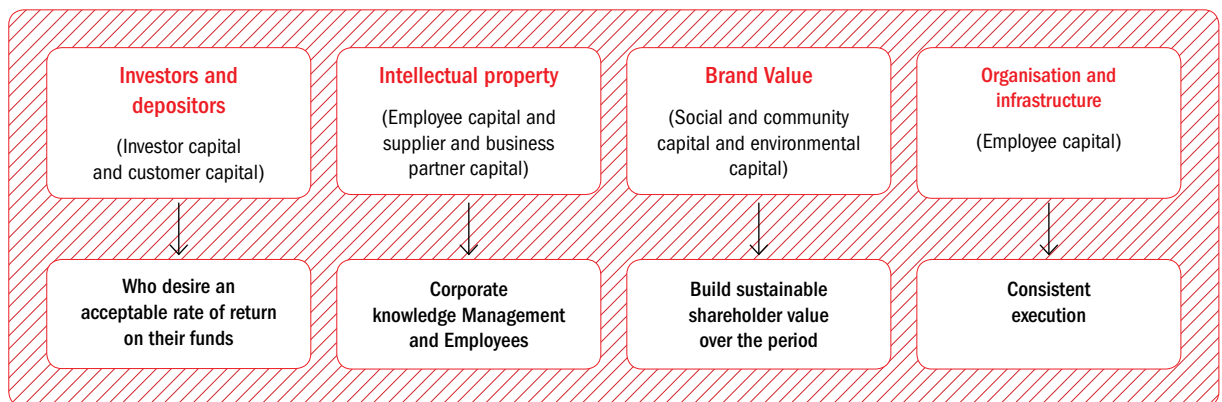 Investors and
depositors
(Investor capital
and customer capital)
Who desire an
acceptable rate of return
on their funds
Intellectual property
(Employee capital and
supplier and business
partner capital)
Corporate
knowledge Management
and Employees
Brand Value
(Social and community
capital and environmental
capital)
Build sustainable
shareholder value
over the period
Organisation and
infrastructure
(Employee capital)
Consistent
execution